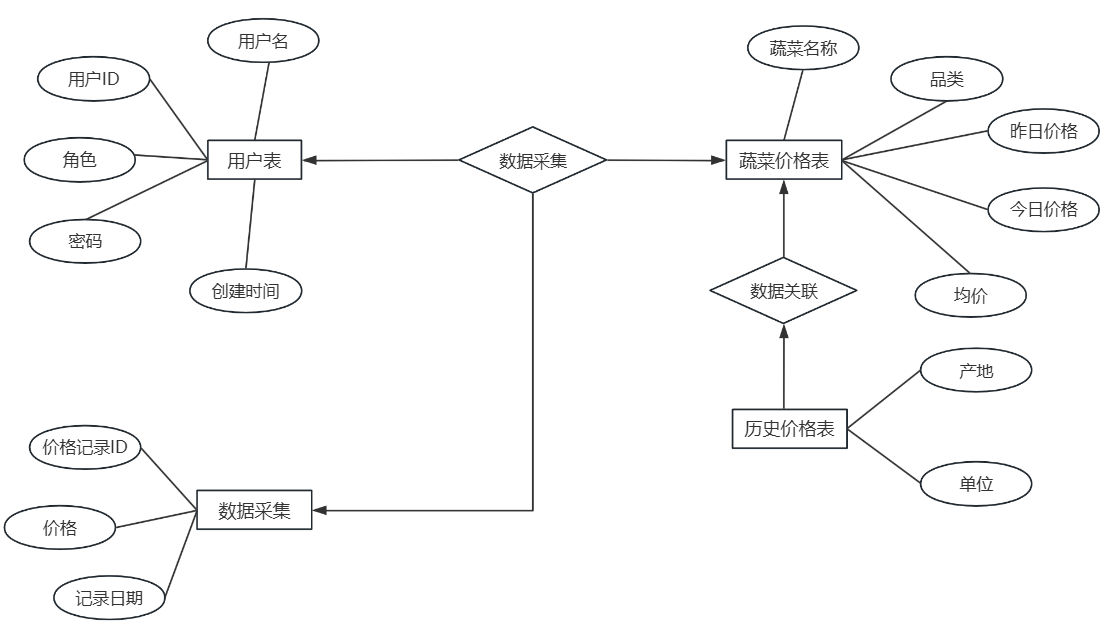 用户名
蔬菜名称
用户ID
品类
昨日价格
角色
用户表
数据采集
蔬菜价格表
今日价格
密码
创建时间
数据关联
均价
产地
历史价格表
价格记录ID
单位
数据采集
价格
记录日期